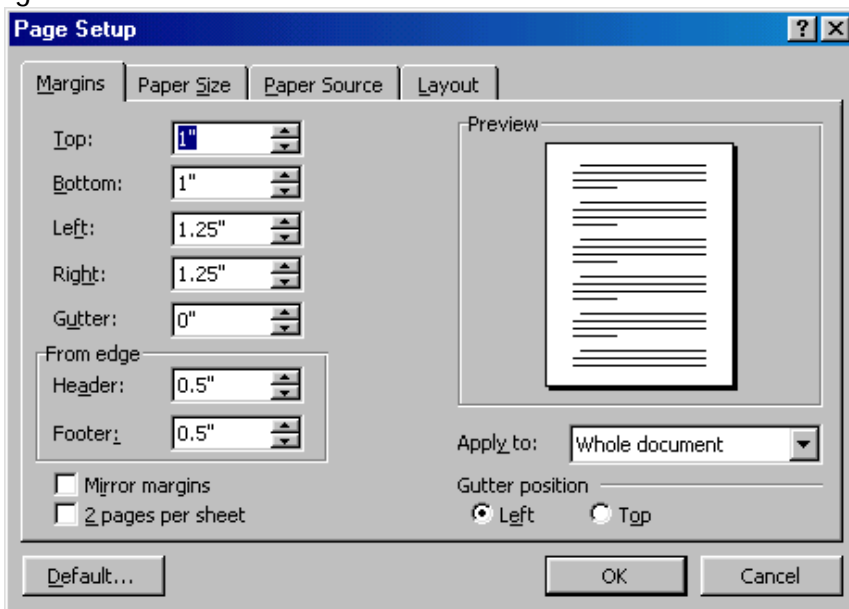 Page Setup
Margins Paper Size Paper Source Layout
Top: 1"
Bottom: 1"
Left: 1.25"
Right: 1.25"
Gutter: 0"
From edge
Header: 0.5"
Footer: 0.5"
Mirror margins
2 pages per sheet
Preview
Apply to: Whole document
Gutter position
Left Top
Default... OK Cancel